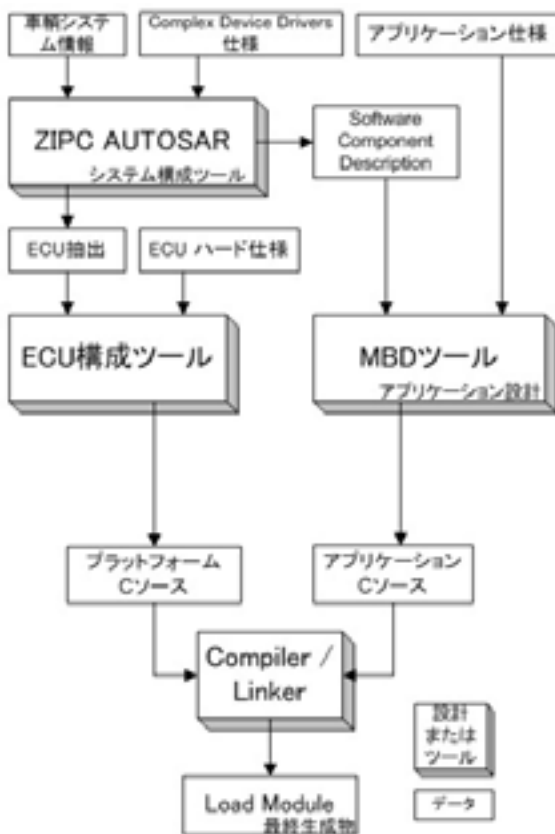 車輌システ
ム情報
Complex Device Drivers
仕様
アプリケーション仕様
ZIPC AUTOSAR
システム構成ツール
Software
Component
Description
ECU抽出
ECU ハード仕様
ECU構成ツール
MBDツール
アプリケーション設計
プラットフォーム
Cソース
アプリケーション
Cソース
Compiler /
Linker
設計
または
ツール
Load Module
最終生成物
データ